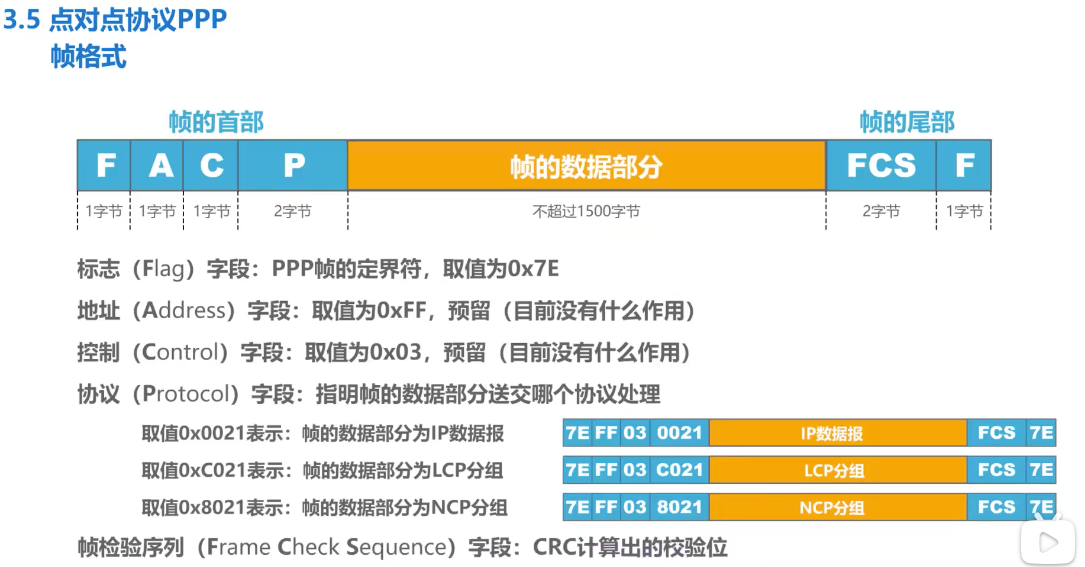 3.5 点对点协议PPP
帧格式
帧的首部 帧的尾部
F A C P 帧的数据部分 FCS F
1字节 1字节 1字节 2字节 不超过1500字节 2字节 1字节
标志（Flag）字段：PPP帧的定界符，取值为0x7E
地址（Address）字段：取值为0xFF，预留（目前没有什么作用）
控制（Control）字段：取值为0x03，预留（目前没有什么作用）
协议（Protocol）字段：指明帧的数据部分送交哪个协议处理
取值0x0021表示：帧的数据部分为IP数据报 7E FF 03 0021 IP数据报 FCS 7E
取值0xC021表示：帧的数据部分为LCP分组 7E FF 03 C021 LCP分组 FCS 7E
取值0x8021表示：帧的数据部分为NCP分组 7E FF 03 8021 NCP分组 FCS 7E
帧检验序列（Frame Check Sequence）字段：CRC计算出的校验位